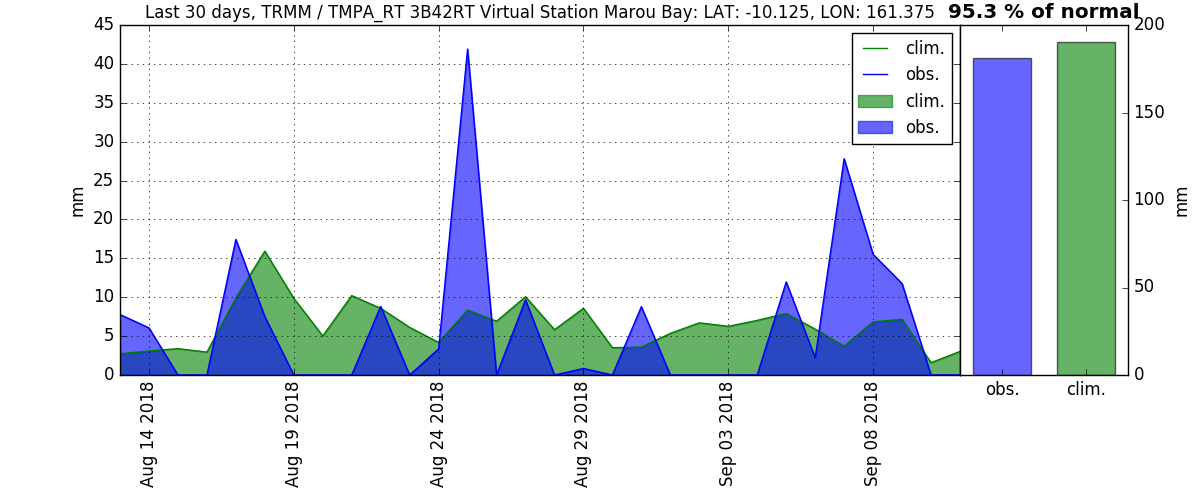 Last 30 days, TRMM / TMPA_RT 3B42RT Virtual Station Marou Bay: LAT: -10.125, LON: 161.375
95.3 % of normal
45
40
35
30
25
20
15
10
5
0
mm
clim.
obs.
clim.
obs.
Aug 14 2018
Aug 19 2018
Aug 24 2018
Aug 29 2018
Sep 03 2018
Sep 08 2018
200
150
100
50
0
mm
obs.
clim.